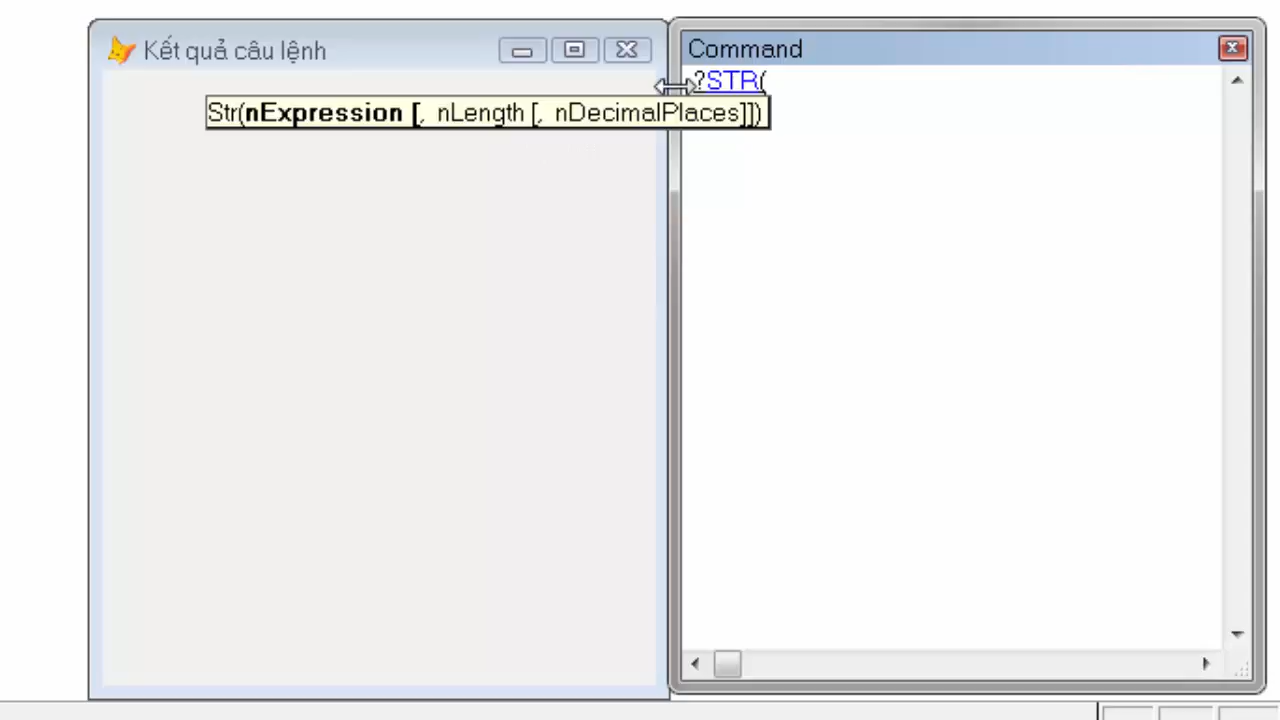 Kết quả câu lệnh
Command
?STR(
Str(nExpression [, nLength [, nDecimalPlaces]])